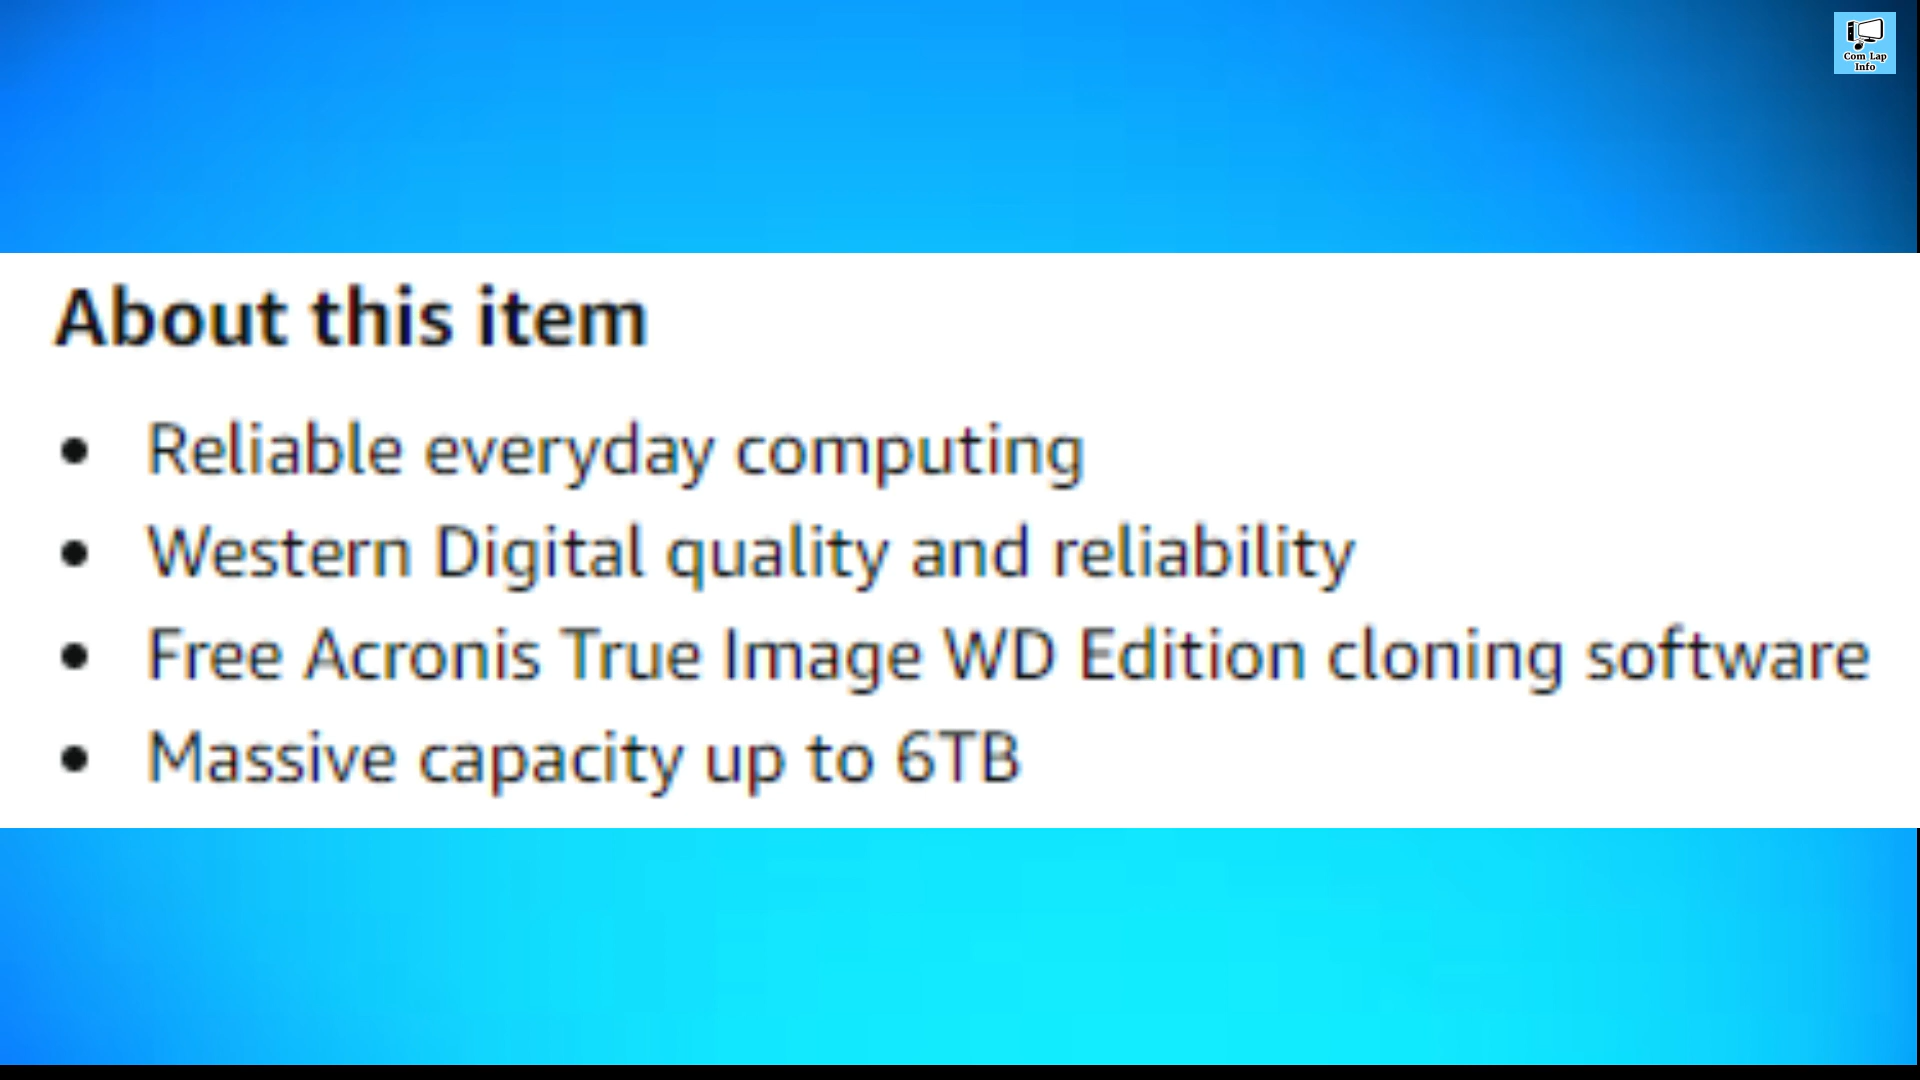 Com Lap
Info
About this item
• Reliable everyday computing
• Western Digital quality and reliability
• Free Acronis True Image WD Edition cloning software
• Massive capacity up to 6TB